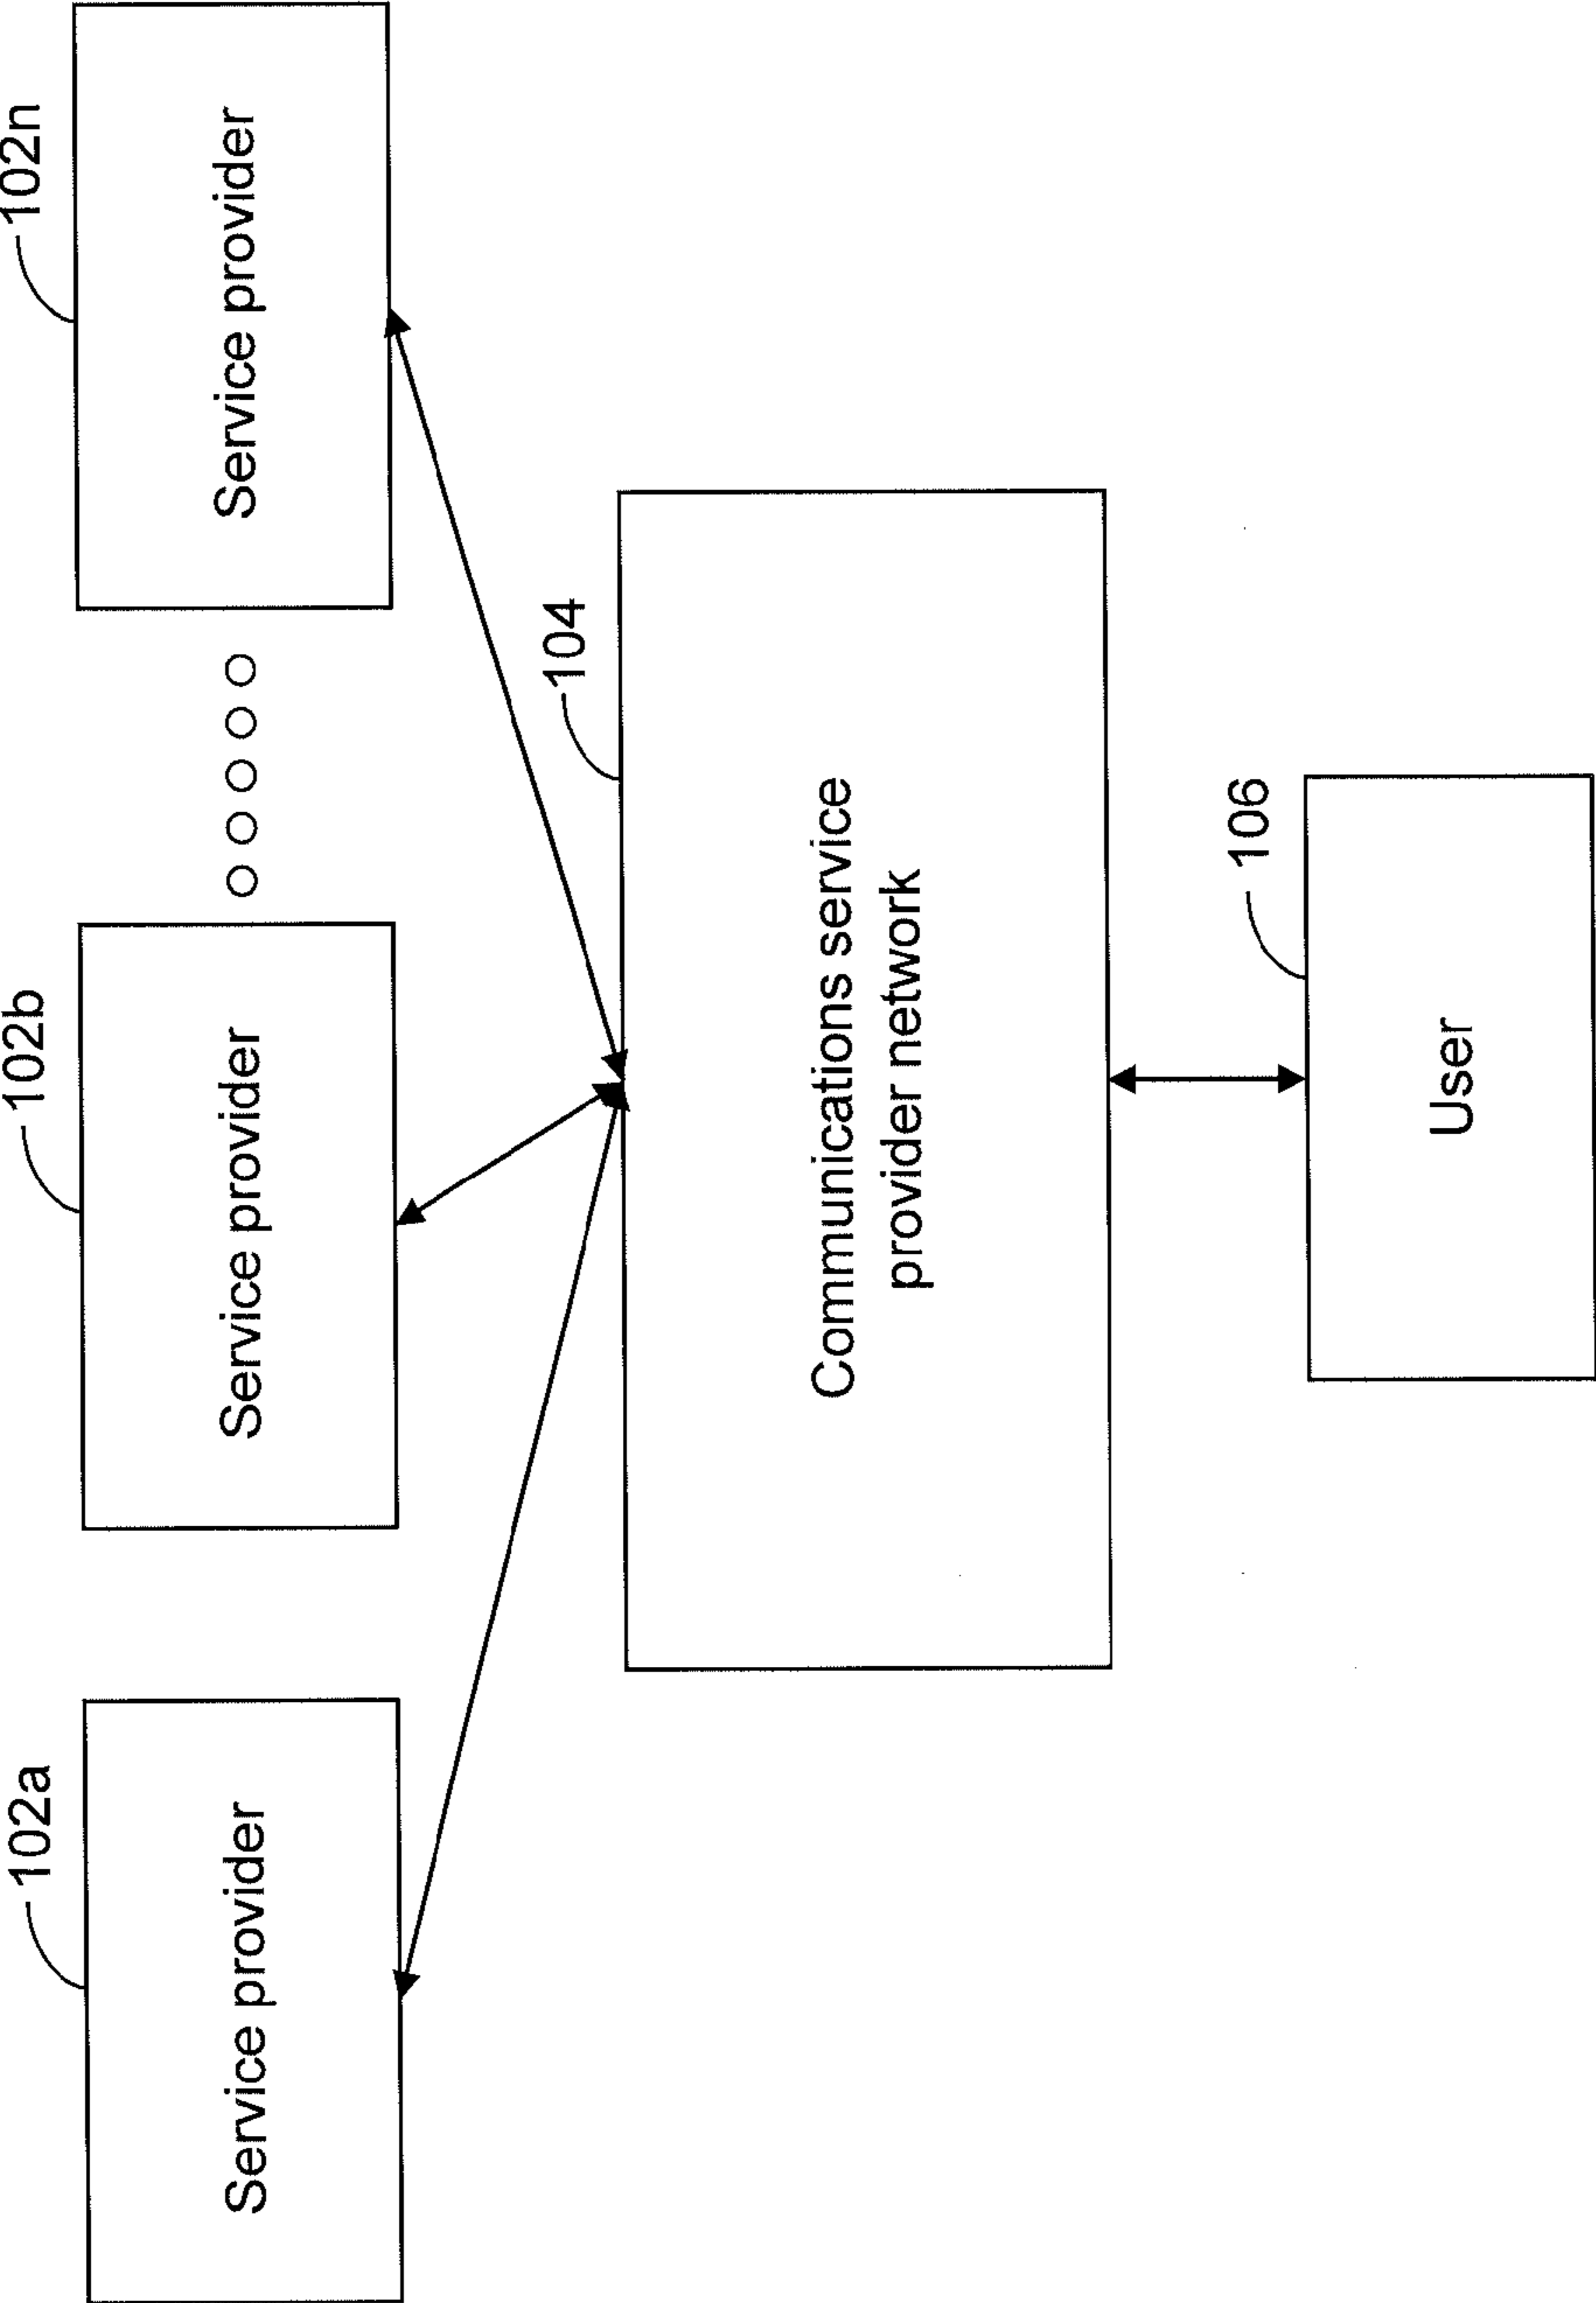 102a
102b
102n
Service provider
Service provider
Service provider
104
Communications service
provider network
106
User